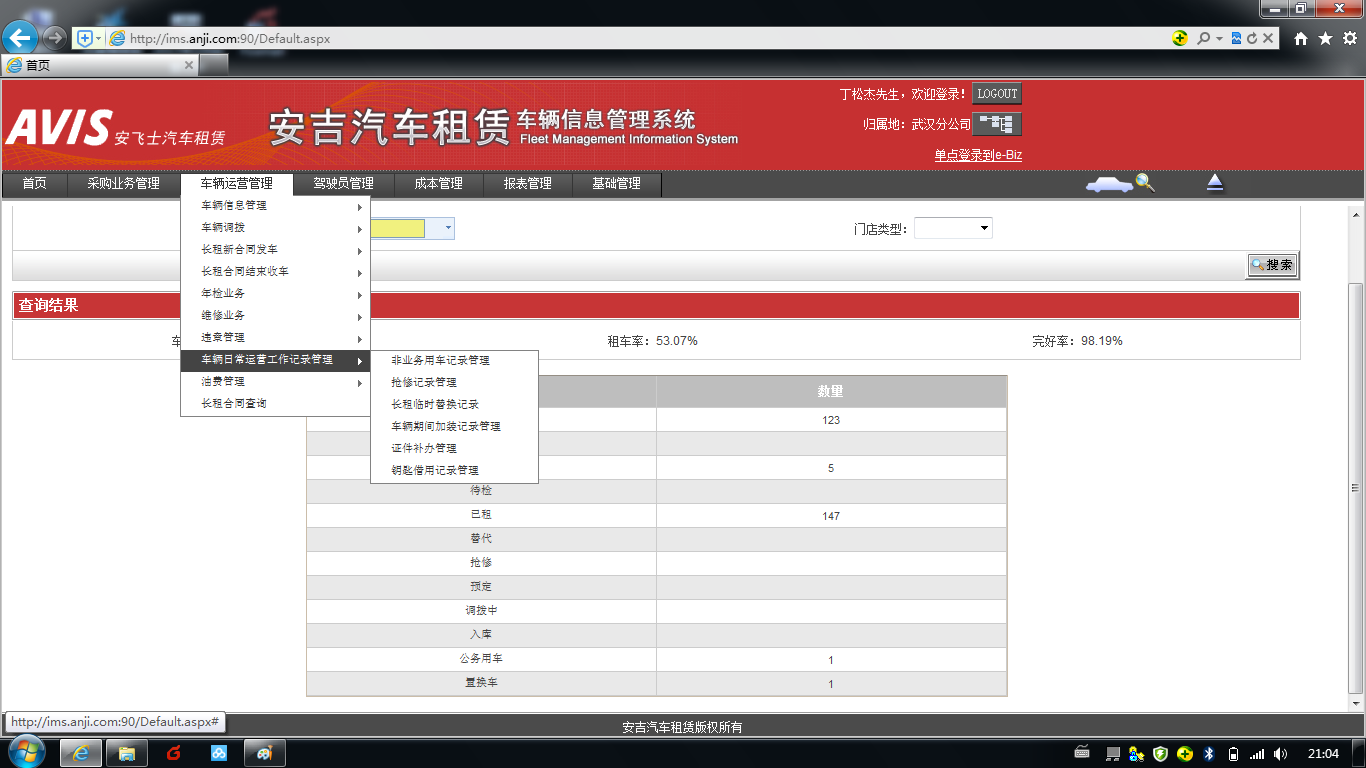 http://ims.anji.com:90/Default.aspx
首页
AVIS 安飞士汽车租赁
安吉汽车租赁 车辆信息管理系统
Fleet Management Information System
丁松杰先生，欢迎登录！ LOGOUT
归属地：武汉分公司
单点登录到e-Biz
首页 采购业务管理 车辆运营管理 驾驶员管理 成本管理 报表管理 基础管理
车辆信息管理
车辆调拨
门店类型：
长租新合同发车
长租合同结束收车
搜索
年检业务
查询结果
维修业务
违章管理
租车率：53.07% 完好率：98.19%
车辆日常运营工作记录管理
油费管理
长租合同查询
非业务用车记录管理
抢修记录管理
长租临时替换记录
车辆期间加装记录管理
证件补办管理
钥匙借用记录管理
数量
123
5
待检
已租 147
替代
抢修
预定
调拨中
入库
公务用车 1
置换车 1
http://ims.anji.com:90/Default.aspx#
安吉汽车租赁版权所有
21:04